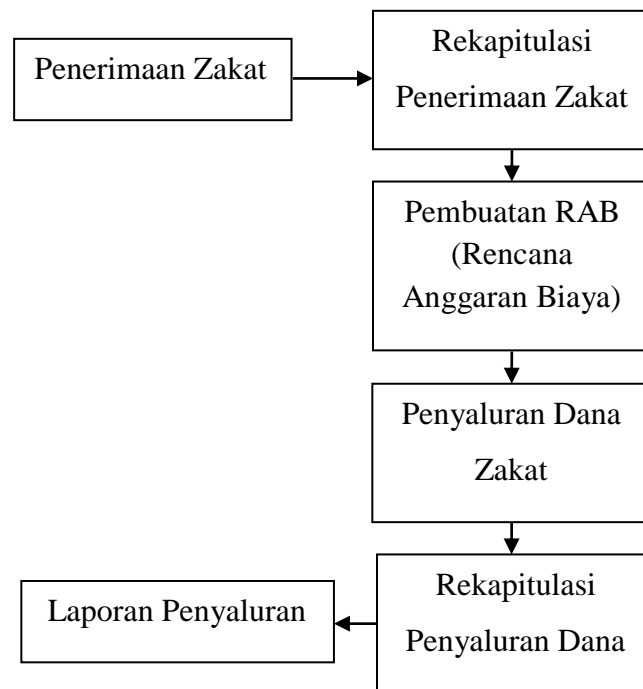 Penerimaan Zakat
Rekapitulasi
Penerimaan Zakat
Pembuatan RAB
(Rencana
Anggaran Biaya)
Penyaluran Dana
Zakat
Rekapitulasi
Penyaluran Dana
Laporan Penyaluran